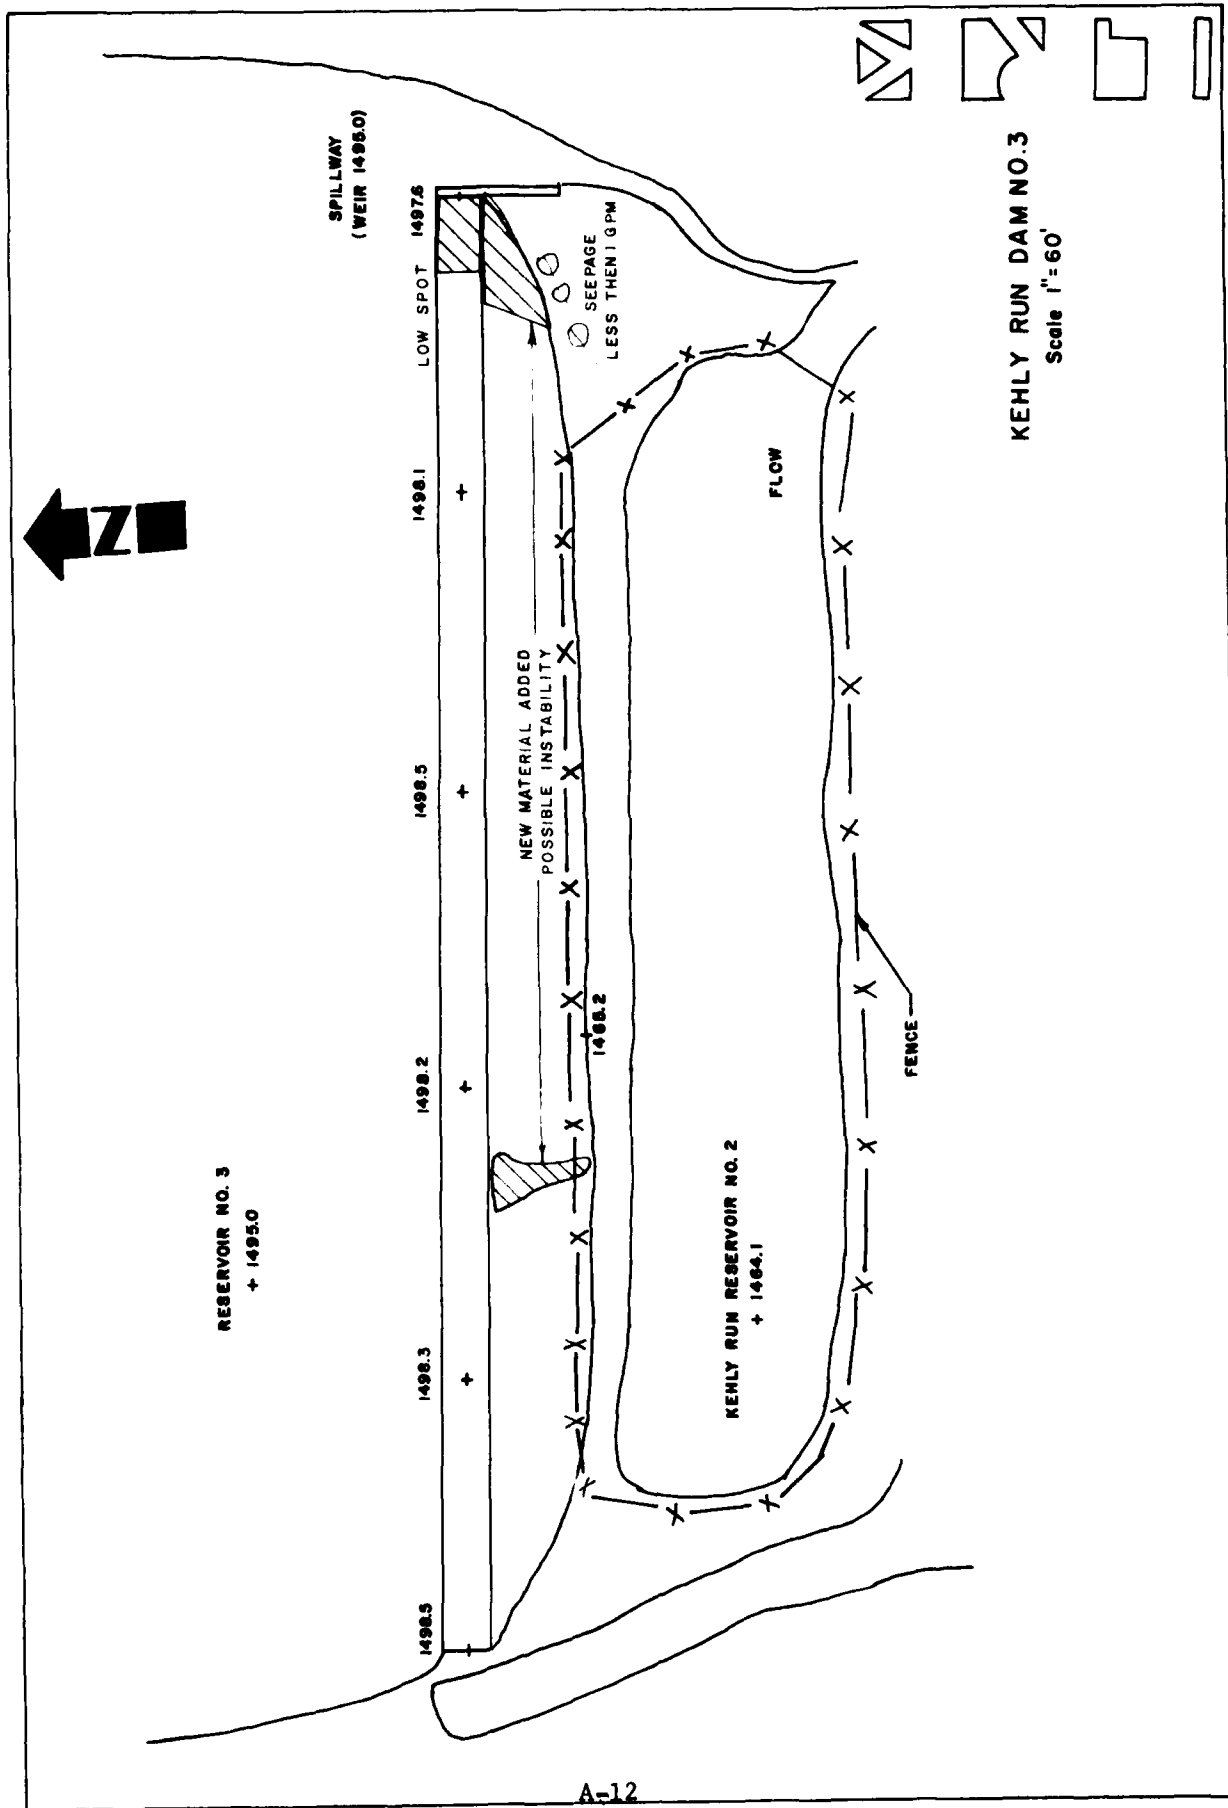 SPILLWAY
(WEIR 1495.0)
LOW SPOT 1497.6
1498.1
1498.5
1498.2
1498.3
1498.5
N
SEEPAGE
LESS THEN 1 GPM
NEW MATERIAL ADDED
POSSIBLE INSTABILITY
1465.2
RESERVOIR NO. 3
+ 1495.0
FLOW
FENCE
KEHLY RUN RESERVOIR NO. 2
+ 1464.1
KEHLY RUN DAM NO.3
Scale 1"=60'
A-12